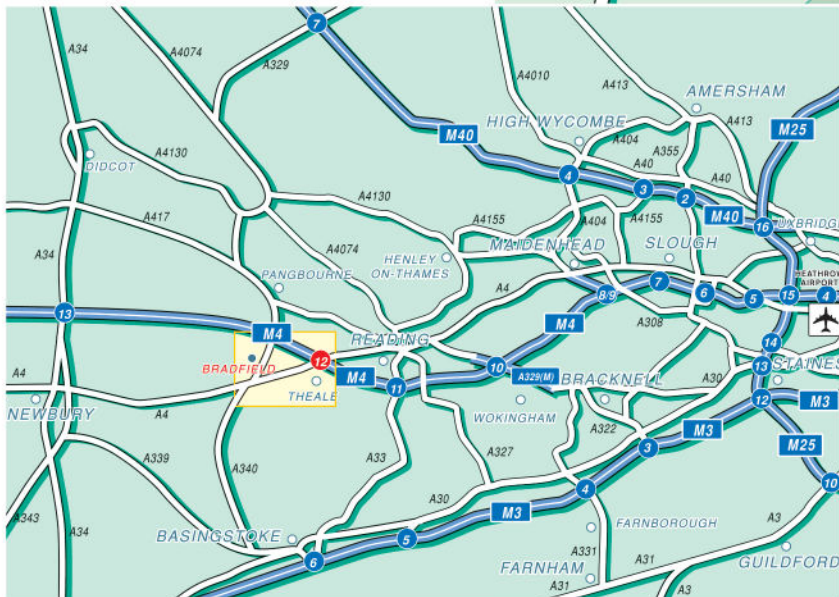 7
A34
A4074
A329
A4010
A413
AMERSHAM
HIGH WYCOMBE
A413
M25
M40
A404
A355
DIDCOT
A4130
A40
4
3
2
A40
A4130
M40
A4155
A404
A4155
16
UXBRIDG
A417
A4074
MAIDENHEAD
SLOUGH
A34
HENLEY
ON-THAMES
PANGBOURNE
HEATHROW
AIRPORT
A4
8/9
7
6
5
15
4
13
M4
M4
A308
READING
14
12
BRADFIELD
10
A329(M)
STAINES
13
A4
M4
11
THEALE
BRACKNELL
A30
12
M3
NEWBURY
A4
WOKINGHAM
A322
M3
M25
3
A339
A340
A33
A327
4
10
A30
M3
A343
A34
BASINGSTOKE
5
FARNBOROUGH
A3
6
A331
A31
GUILDFORD
FARNHAM
A31
A3